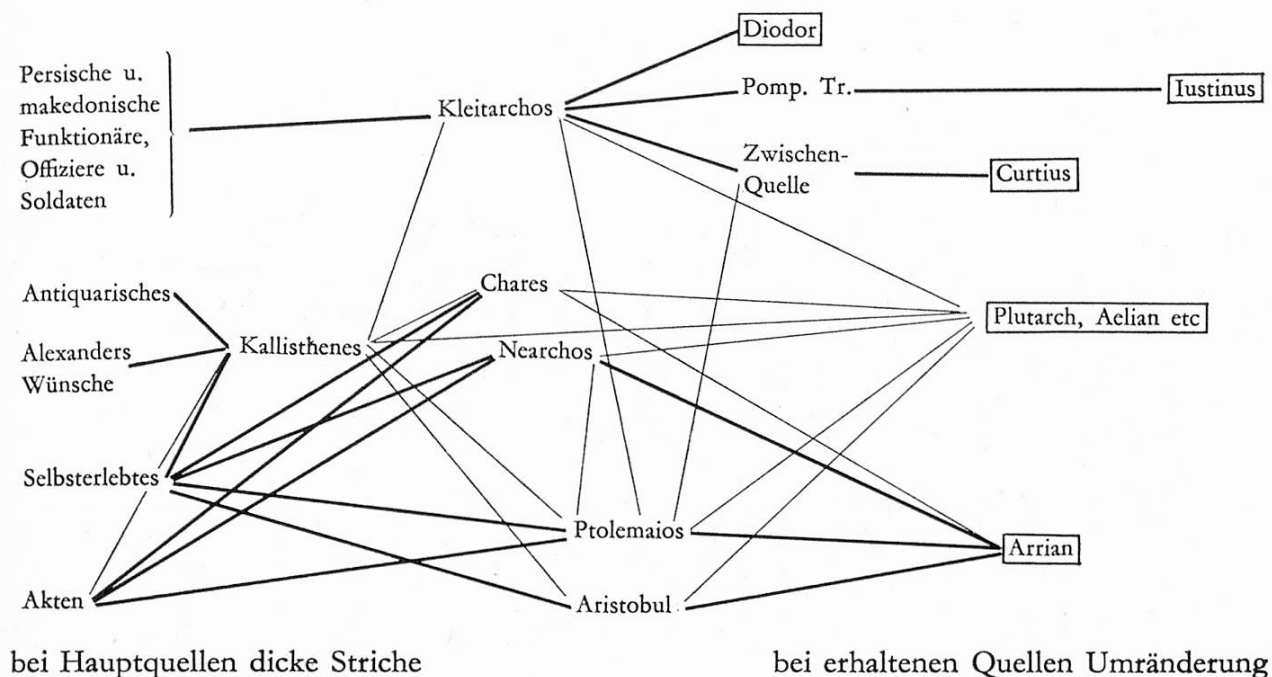 Diodor
Persische u.
makedonische
Funktionäre,
Offiziere u.
Soldaten
Kleitarchos
Pomp. Tr.
Iustinus
Zwischen-
Quelle
Curtius
Antiquarisches
Chares
Plutarch, Aelian etc
Alexanders
Wünsche
Kallisthenes
Nearchos
Selbsterlebtes
Ptolemaios
Arrian
Akten
Aristobul
bei Hauptquellen dicke Striche
bei erhaltenen Quellen Umränderung